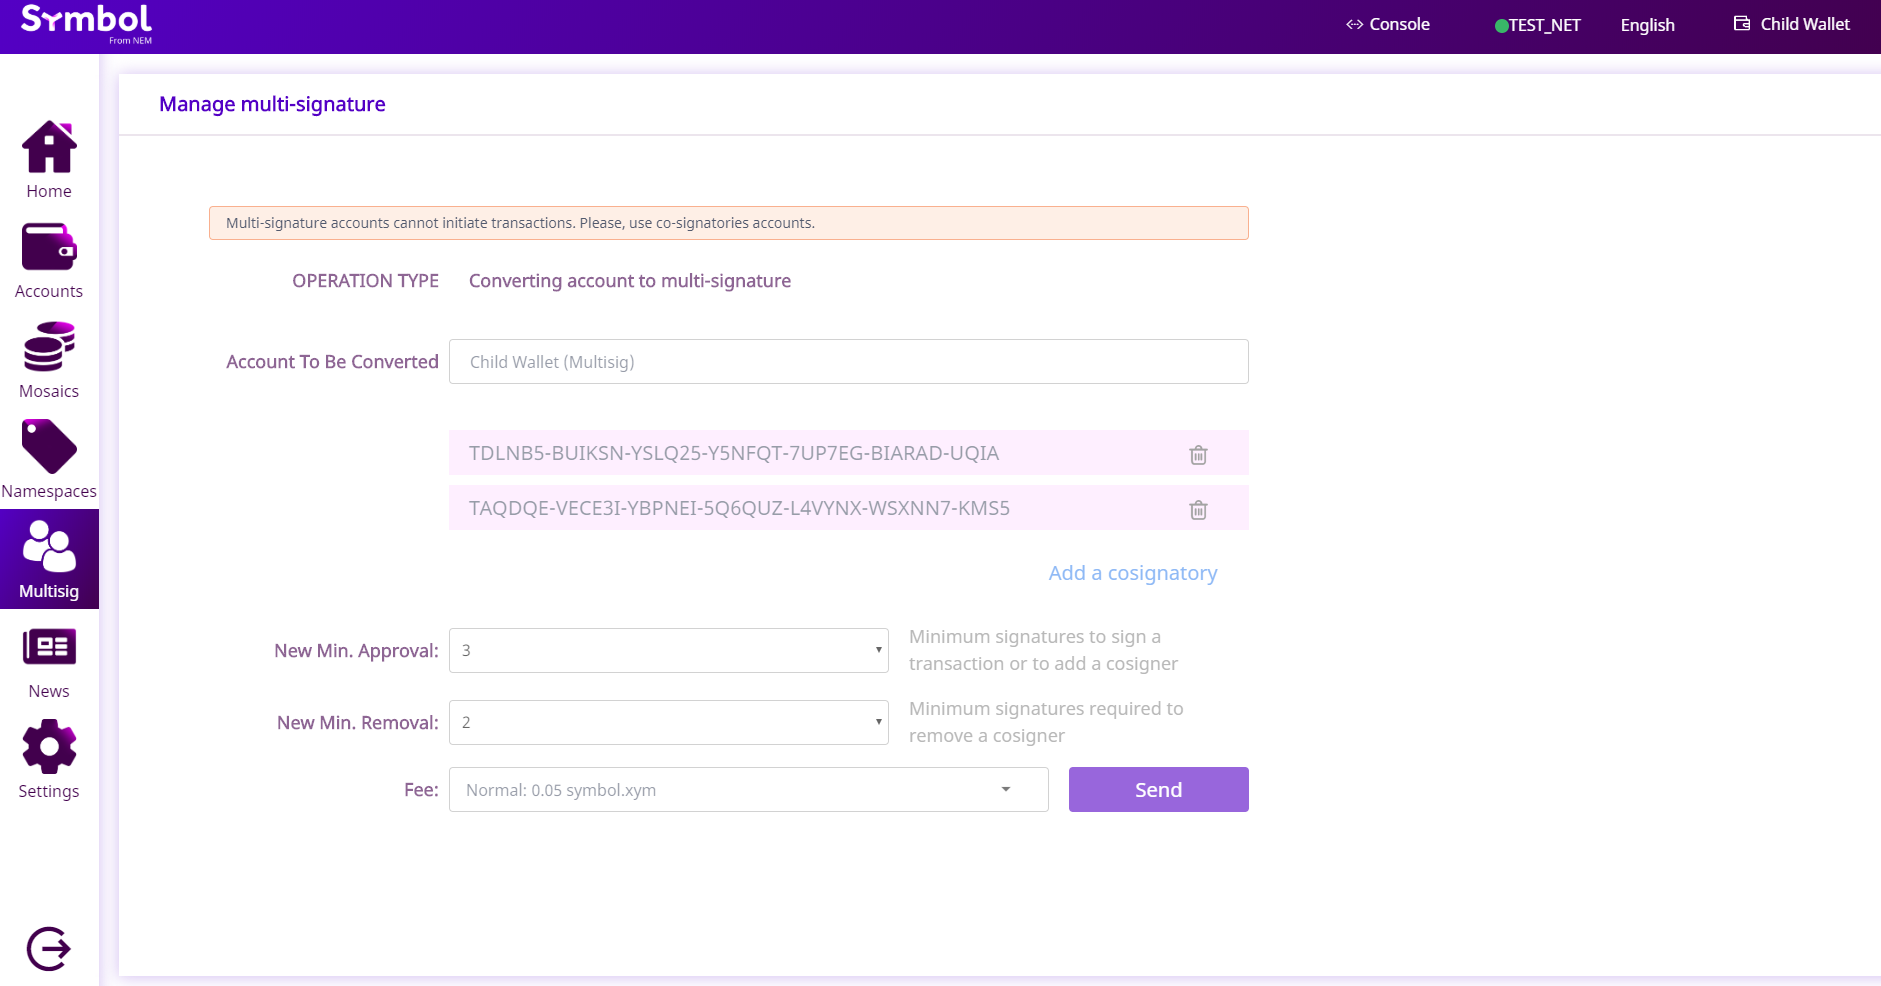 Symbol
From NEM
Console
TEST_NET
English
Child Wallet
Home
Accounts
Mosaics
Namespaces
Multisig
News
Settings
Manage multi-signature
Multi-signature accounts cannot initiate transactions. Please, use co-signatories accounts.
OPERATION TYPE Converting account to multi-signature
Account To Be Converted Child Wallet (Multisig)
TDLNB5-BUIKSN-YSLQ25-Y5NFQT-7UP7EG-BIARAD-UQIA
TAQDQE-VECE3I-YBPNEI-5Q6QUZ-L4VYNX-WSXNN7-KMS5
Add a cosignatory
New Min. Approval: 3
Minimum signatures to sign a
transaction or to add a cosigner
New Min. Removal: 2
Minimum signatures required to
remove a cosigner
Fee: Normal: 0.05 symbol.xym
Send